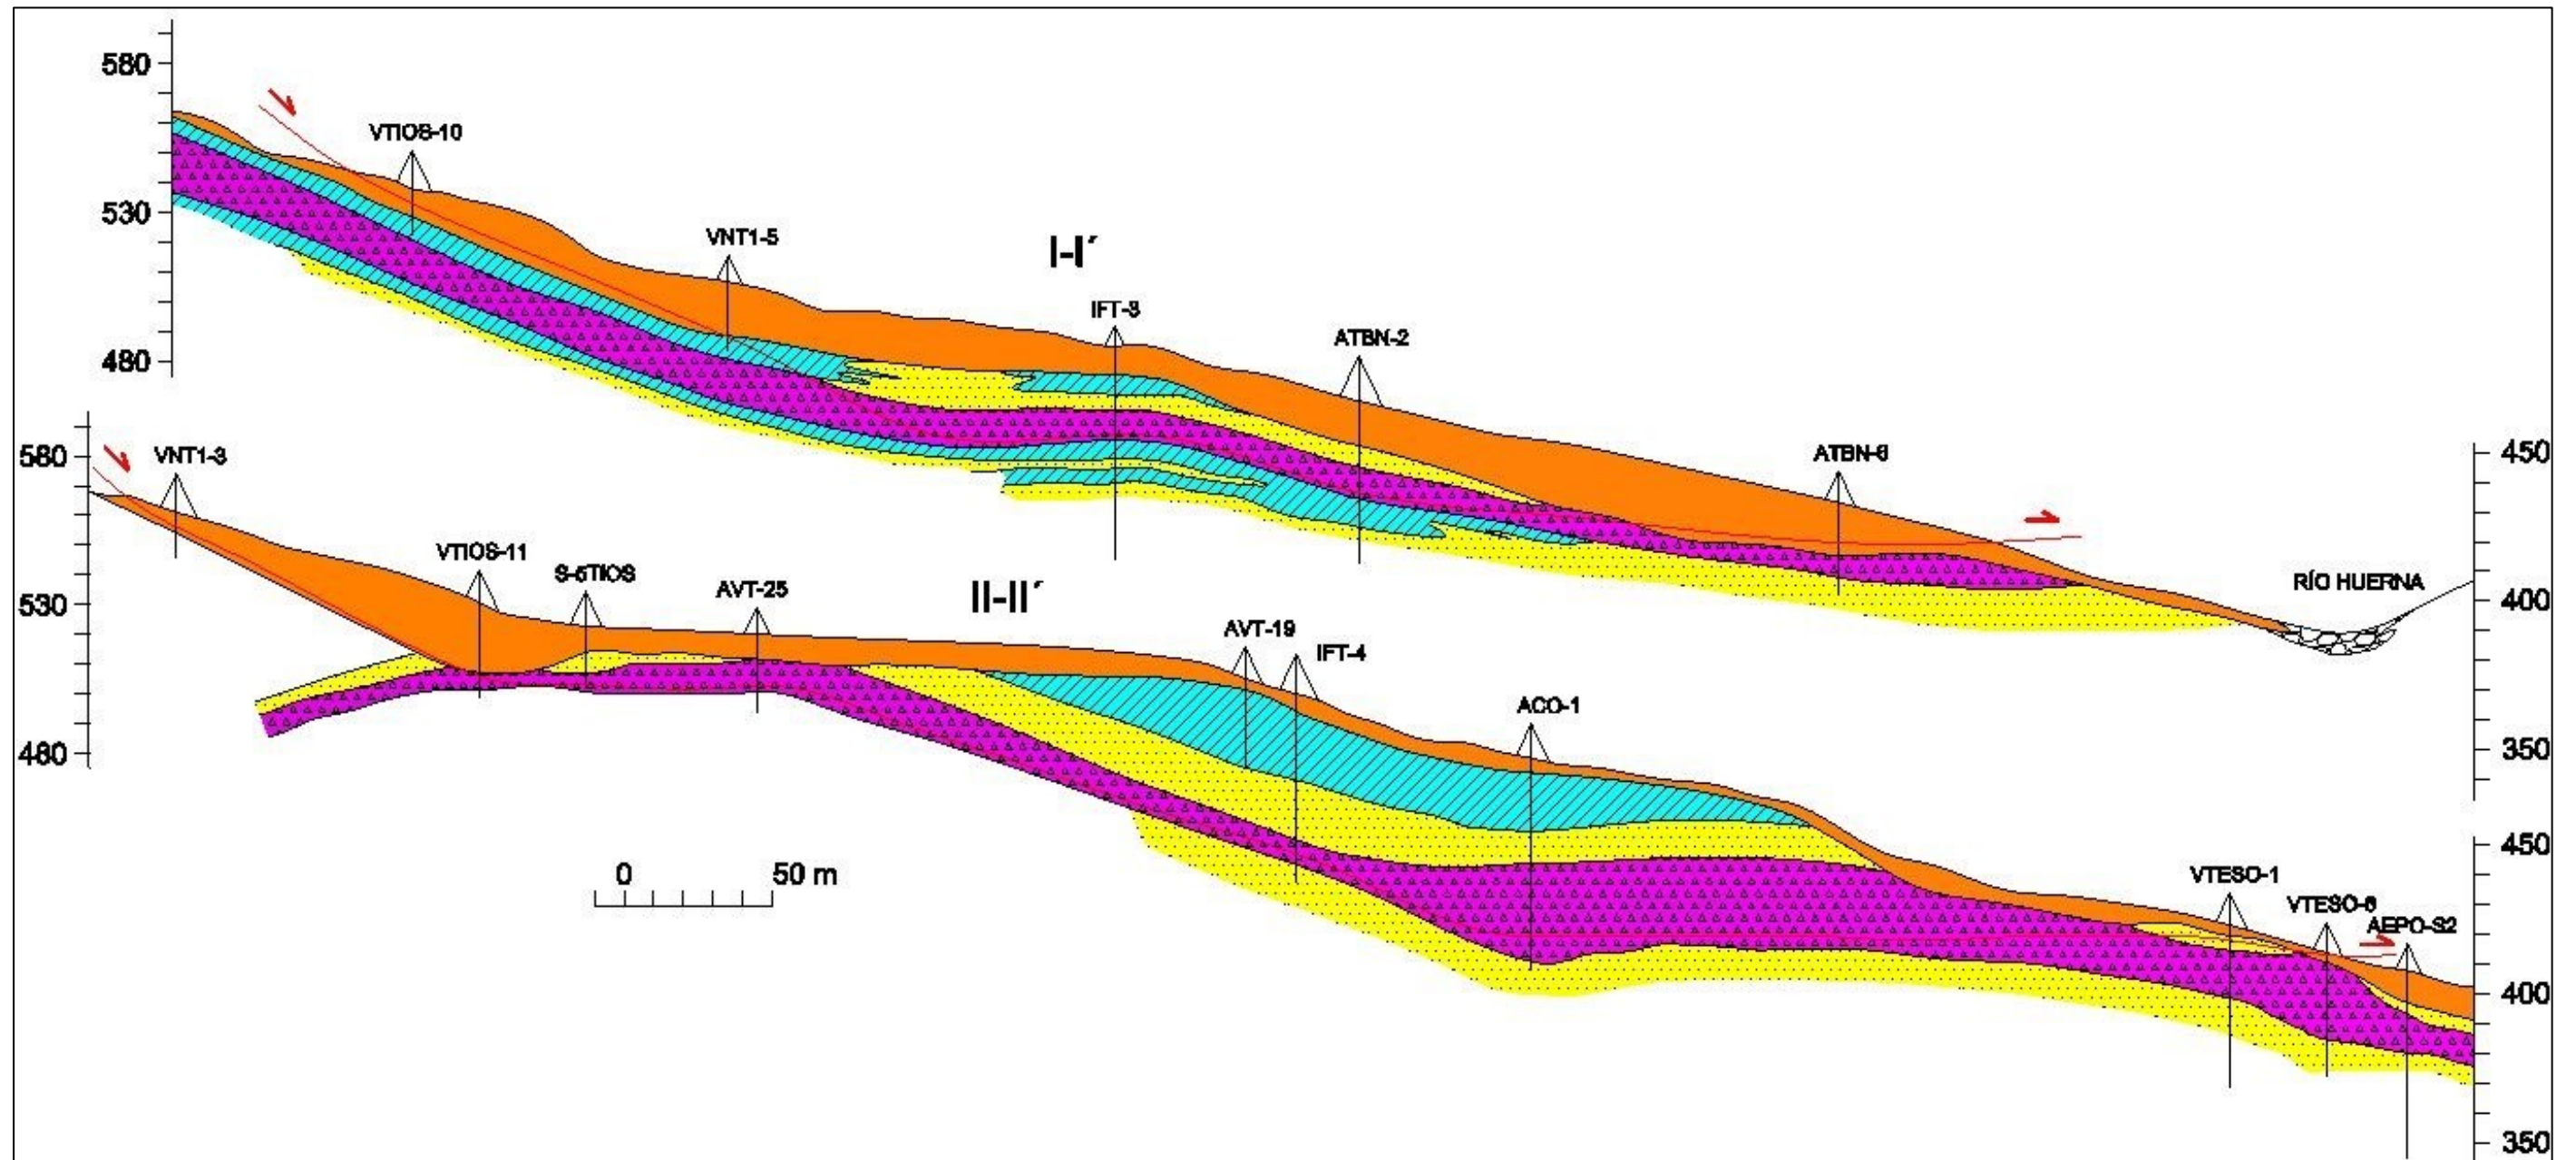 580
530
480
VTIOS-10
VNT1-5
I-I´
IFT-3
ATBN-2
ATBN-6
RÍO HUERNA
450
400
350
580
530
480
VNT1-3
VTIOS-11
S-5TIOS
AVT-25
II-II´
AVT-19
IFT-4
ACO-1
VTESO-1
VTESO-6
AEPO-S2
0 50 m
450
400
350